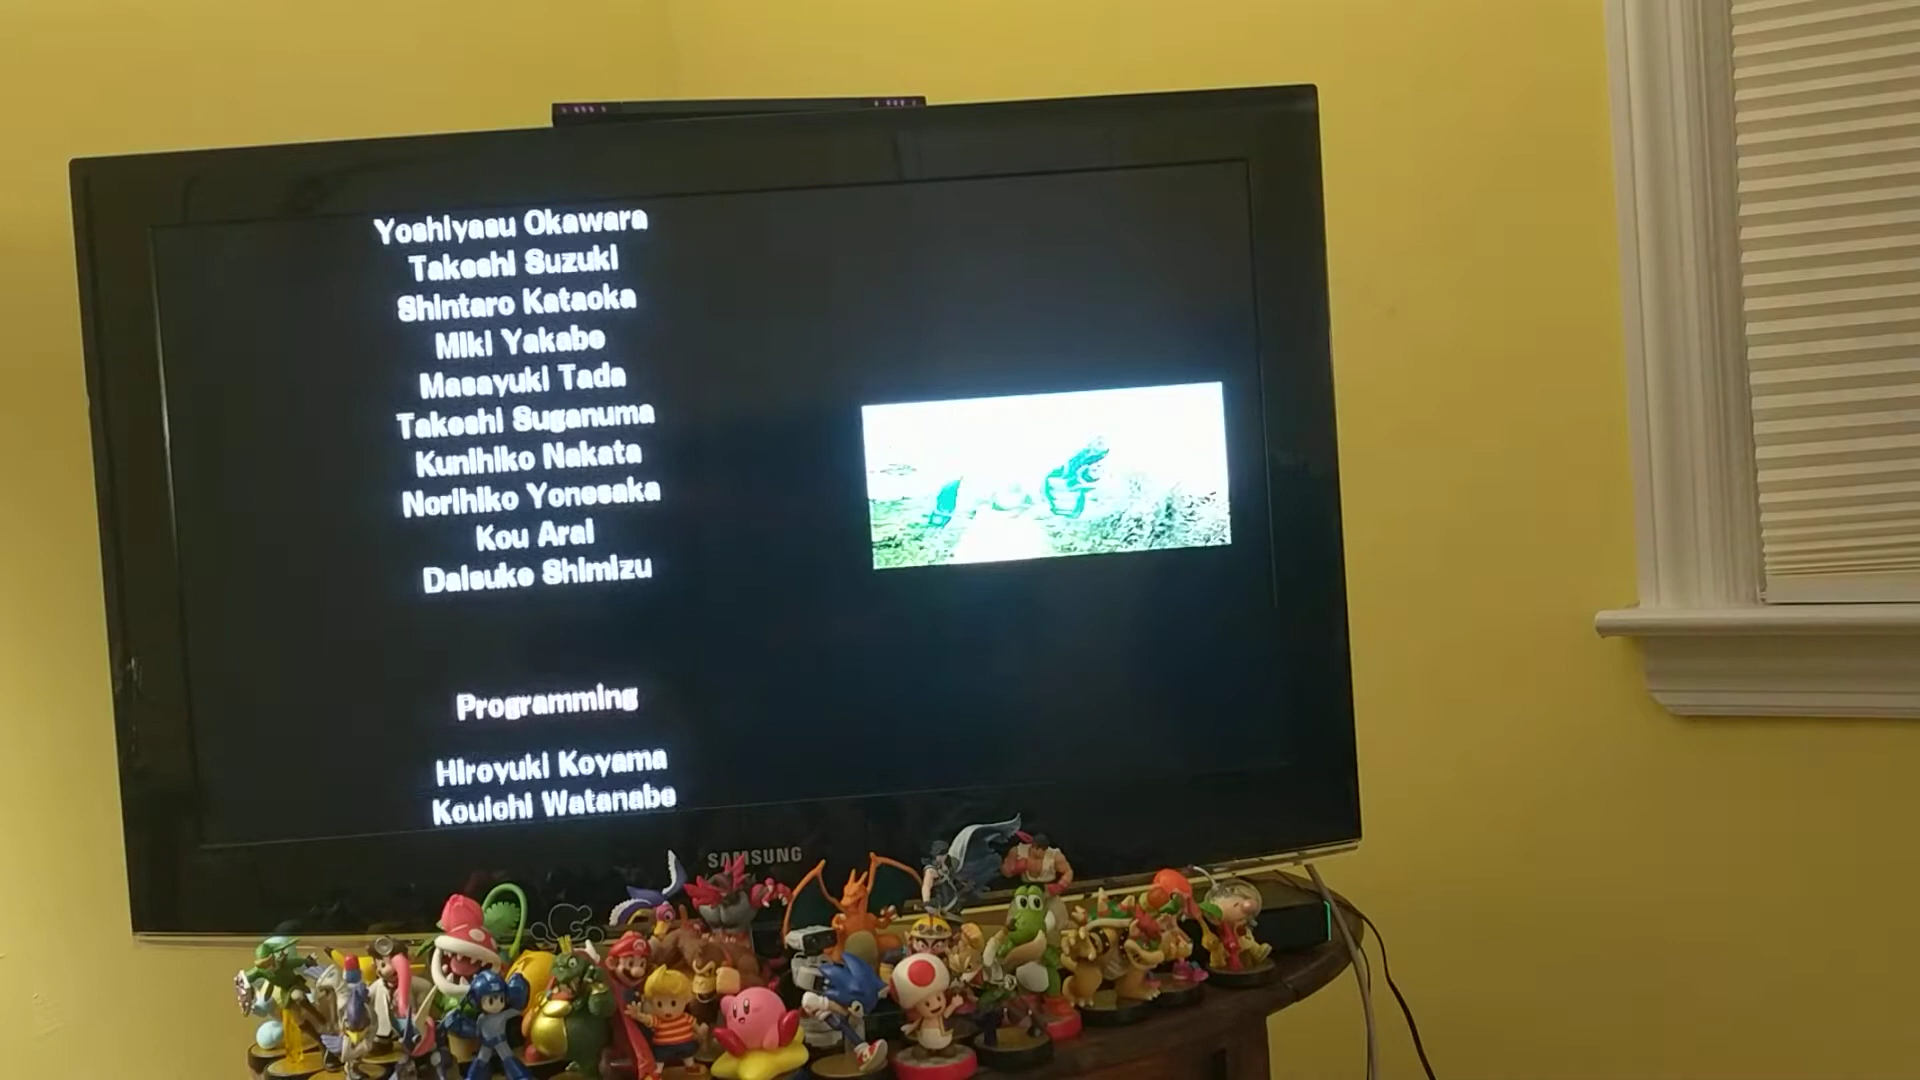 Yoshiyasu Okawara
Takeshi Suzuki
Shintaro Kataoka
Miki Yakabe
Masayuki Tada
Takeshi Suganuma
Kunihiko Nakata
Norihiko Yonesaka
Kou Arai
Daisuke Shimizu
Programming
Hiroyuki Koyama
Kouichi Watanabe
SAMSUNG